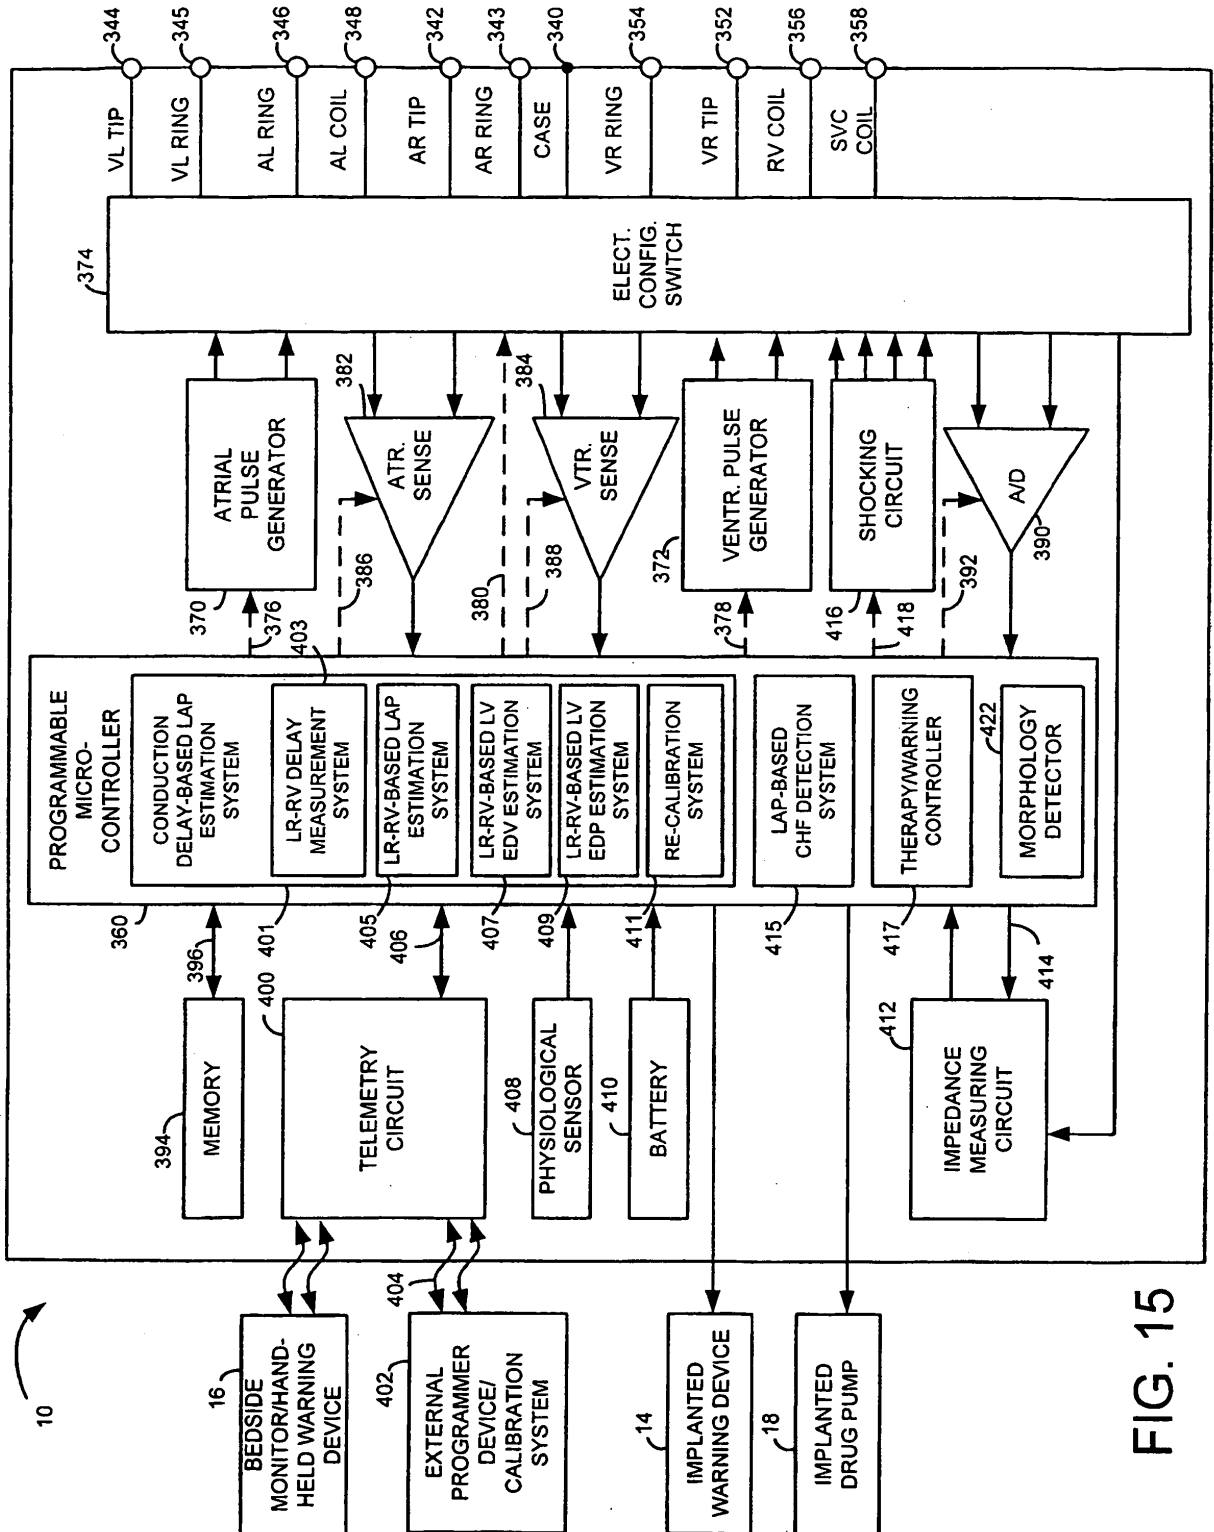 10
344
VL TIP
345
VL RING
346
AL RING
348
AL COIL
342
AR TIP
343
AR RING
340
CASE
354
VR RING
352
VR TIP
356
RV COIL
358
SVC
COIL
374
ELECT.
CONFIG.
SWITCH
ATRIAL
PULSE
GENERATOR
370
376
382
ATR.
SENSE
386
380
384
VTR.
SENSE
388
372
VENTR. PULSE
GENERATOR
378
SHOCKING
CIRCUIT
416
418
A/D
390
392
PROGRAMMABLE
MICRO-
CONTROLLER
360
CONDUCTION
DELAY-BASED LAP
ESTIMATION
SYSTEM
401
403
LR-RV DELAY
MEASUREMENT
SYSTEM
LR-RV-BASED LAP
ESTIMATION
SYSTEM
405
LR-RV-BASED LV
EDV ESTIMATION
SYSTEM
407
LR-RV-BASED LV
EDP ESTIMATION
SYSTEM
409
RE-CALIBRATION
SYSTEM
411
LAP-BASED
CHF DETECTION
SYSTEM
415
THERAPY/WARNING
CONTROLLER
417
422
MORPHOLOGY
DETECTOR
396
394
MEMORY
400
406
TELEMETRY
CIRCUIT
408
PHYSIOLOGICAL
SENSOR
410
BATTERY
412
414
IMPEDANCE
MEASURING
CIRCUIT
16
BEDSIDE
MONITOR/HAND-
HELD WARNING
DEVICE
404
402
EXTERNAL
PROGRAMMER
DEVICE/
CALIBRATION
SYSTEM
14
IMPLANTED
WARNING DEVICE
18
IMPLANTED
DRUG PUMP
FIG. 15